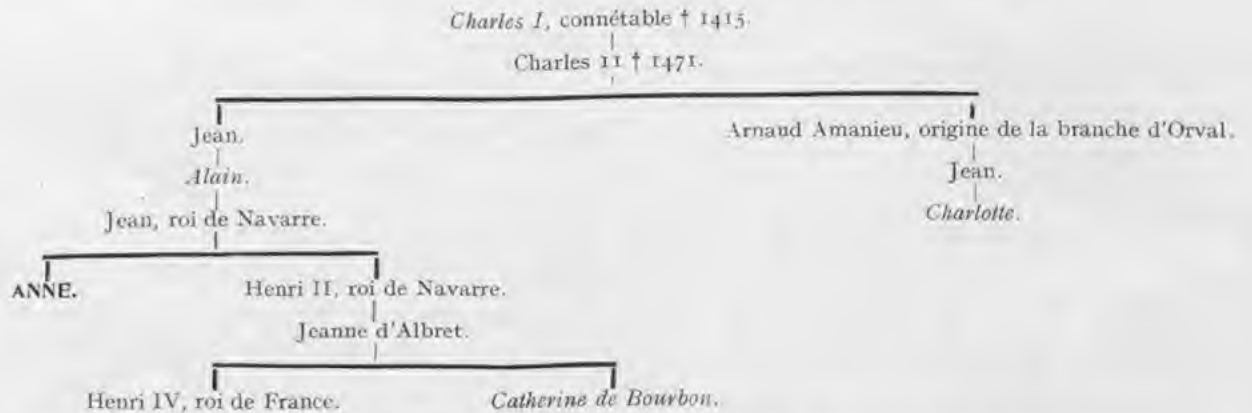 Charles I, connétable † 1415.
Charles II † 1471.
Jean.
Arnaud Amanieu, origine de la branche d'Orval.
Alain.
Jean.
Jean, roi de Navarre.
Charlotte.
ANNE.
Henri II, roi de Navarre.
Jeanne d'Albret.
Henri IV, roi de France.
Catherine de Bourbon.